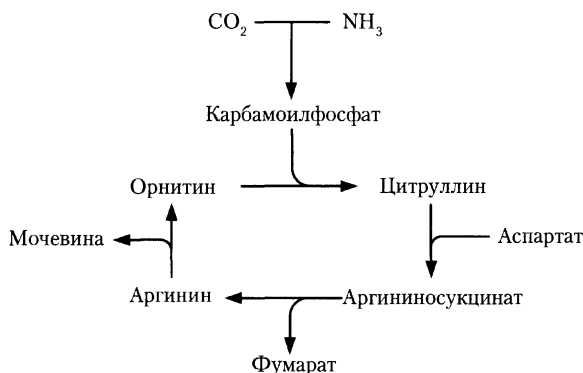 CO₂ NH₃
Карбамоилфосфат
Орнитин Цитруллин
Мочевина Аспартат
Аргинин Аргининосукцинат
Фумарат